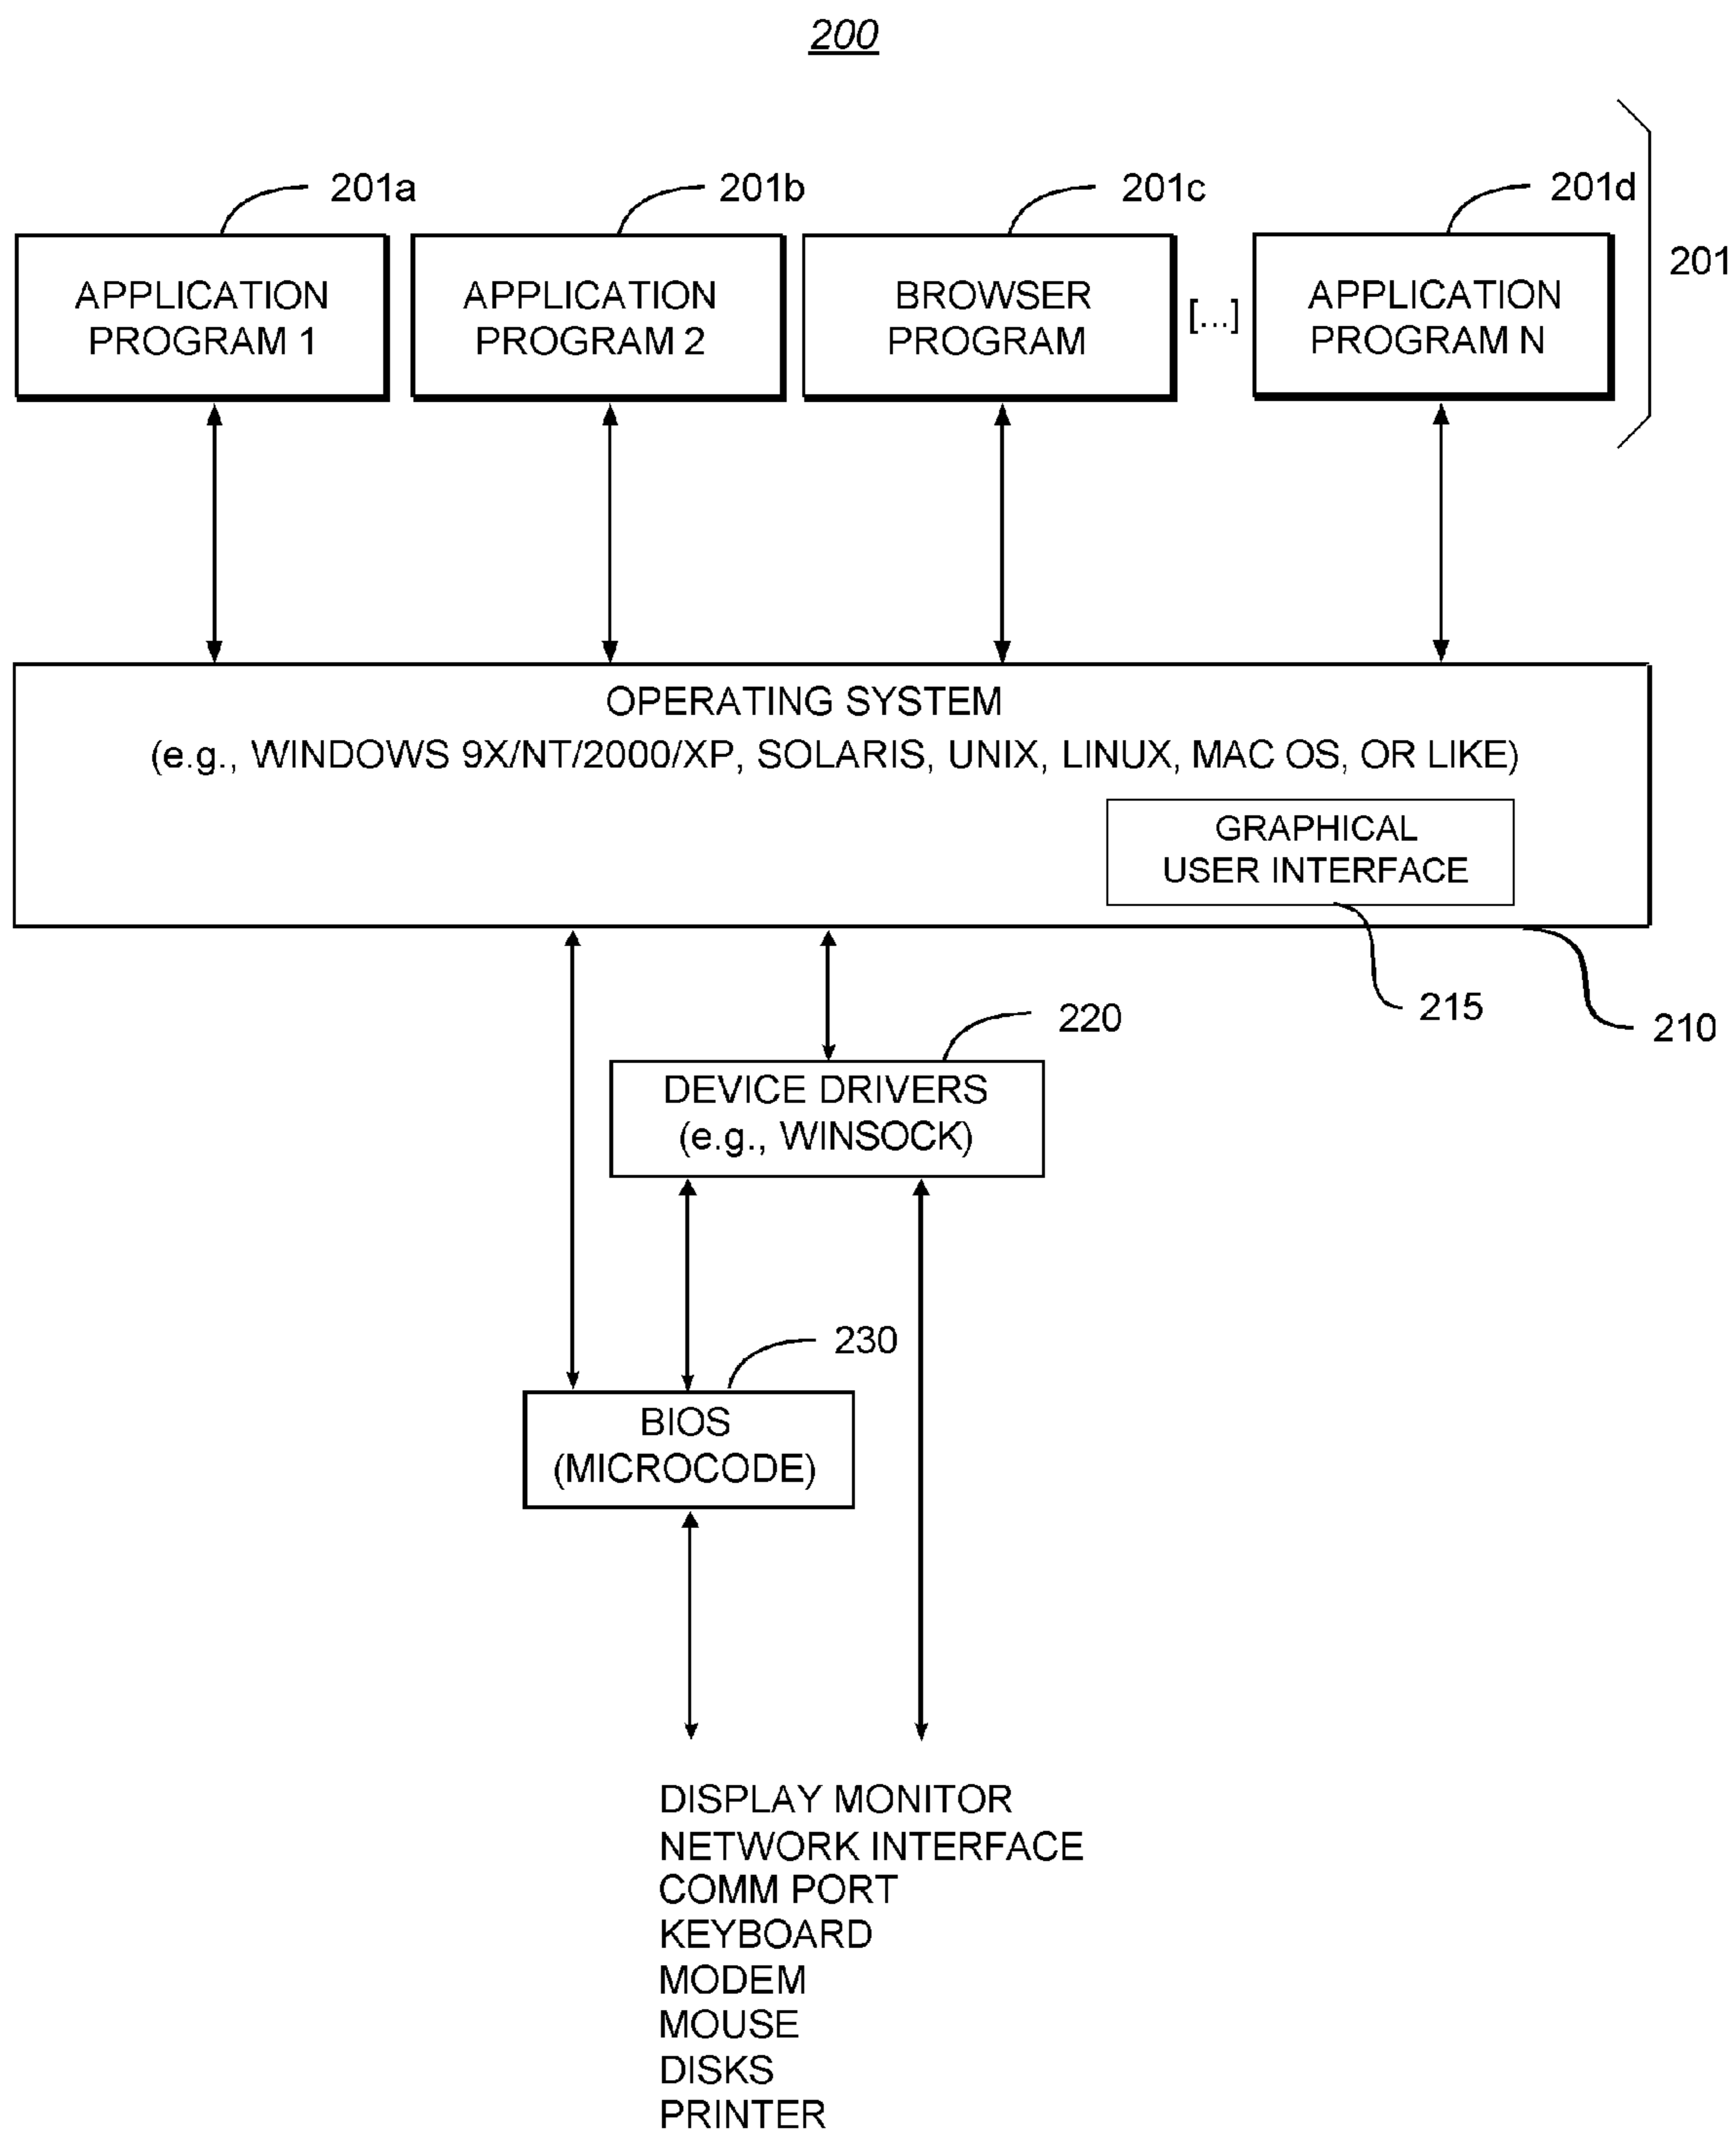 200
201a
201b
201c
201d
201
APPLICATION
PROGRAM 1
APPLICATION
PROGRAM 2
BROWSER
PROGRAM
[...]
APPLICATION
PROGRAM N
OPERATING SYSTEM
(e.g., WINDOWS 9X/NT/2000/XP, SOLARIS, UNIX, LINUX, MAC OS, OR LIKE)
GRAPHICAL
USER INTERFACE
215
210
220
DEVICE DRIVERS
(e.g., WINSOCK)
230
BIOS
(MICROCODE)
DISPLAY MONITOR
NETWORK INTERFACE
COMM PORT
KEYBOARD
MODEM
MOUSE
DISKS
PRINTER